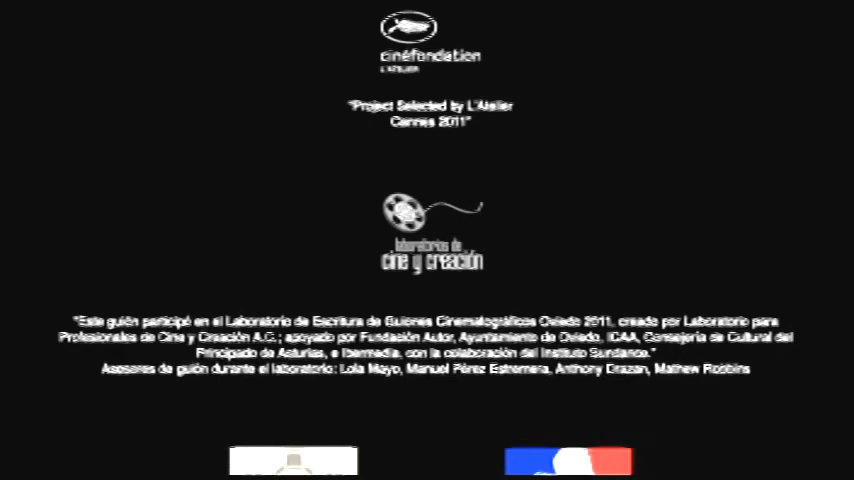 cinéfondation
L'ATELIER
"Project Selected by L'Atelier
Cannes 2011"
laboratorios de
cine y creación
"Este guión participó en el Laboratorio de Escritura de Guiones Cinematográficos Oviedo 2011, creado por Laboratorio para
Profesionales de Cine y Creación A.C.; apoyado por Fundación Autor, Ayuntamiento de Oviedo, ICAA, Consejería de Cultural del
Principado de Asturias, e Ibermedia, con la colaboración del Instituto Sundance."
Asesores de guión durante el laboratorio: Lola Mayo, Manuel Pérez Estremera, Anthony Drazan, Mathew Robbins